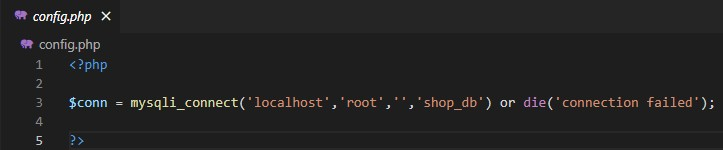 config.php ×
config.php
1 <?php
2
3 $conn = mysqli_connect('localhost','root','','shop_db') or die('connection failed');
4
5 ?>